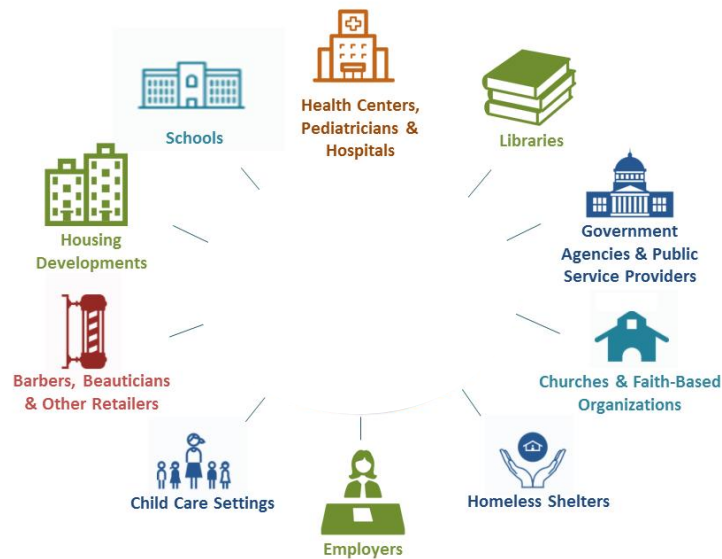 Health Centers,
Pediatricians &
Hospitals
Schools
Libraries
Housing
Developments
Government
Agencies & Public
Service Providers
Barbers, Beauticians
& Other Retailers
Churches & Faith-Based
Organizations
Child Care Settings
Homeless Shelters
Employers